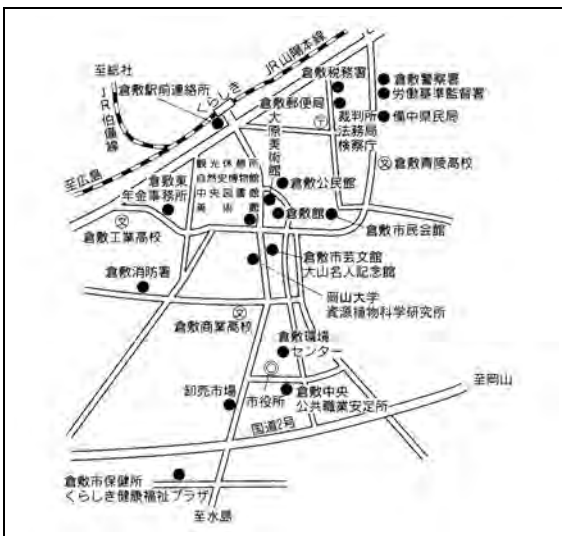 JR山陽本線
至総社
JR伯備線
倉敷駅前連絡所
くらしき
倉敷税務署
倉敷警察署
労働基準監督署
倉敷郵便局
〒
裁判所
法務局
検察庁
備中県民局
大原美術館
文
倉敷青陵高校
至広島
観光休憩所
自然史博物館
中央図書館
美術館
倉敷公民館
倉敷東
年金事務所
倉敷館
倉敷市民会館
文
倉敷工業高校
倉敷市芸文館
大山名人記念館
倉敷消防署
岡山大学
資源植物科学研究所
文
倉敷商業高校
倉敷環境
センター
市役所
倉敷中央
公共職業安定所
至岡山
卸売市場
国道2号
倉敷市保健所
くらしき健康福祉プラザ
至水島